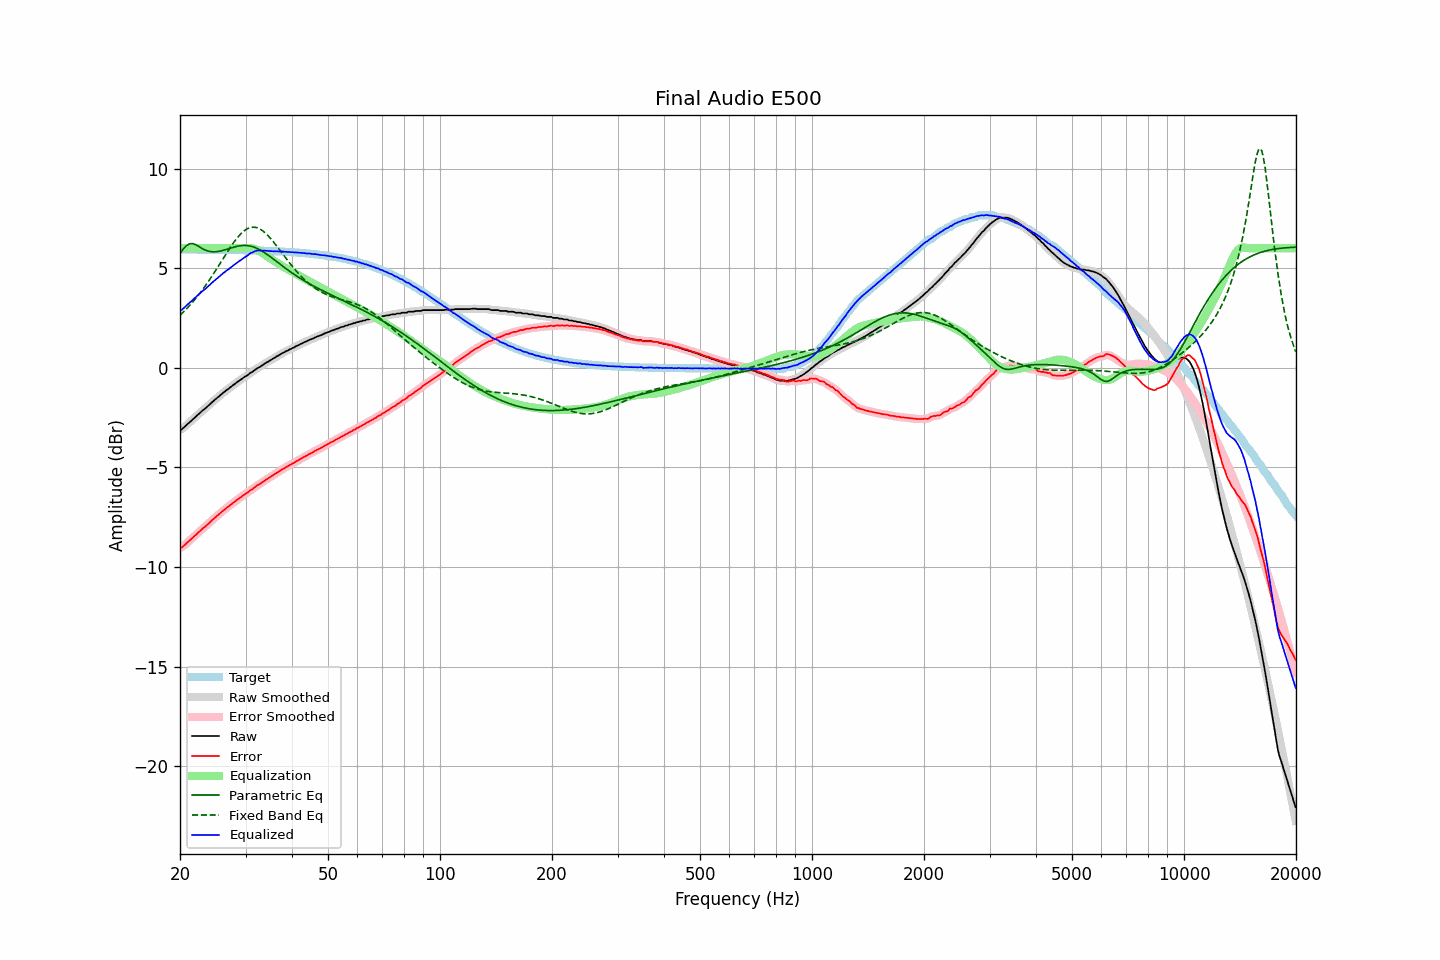 Final Audio E500
10
5
0
−5
−10
−15
−20
Amplitude (dBr)
Target
Raw Smoothed
Error Smoothed
Raw
Error
Equalization
Parametric Eq
Fixed Band Eq
Equalized
20 50 100 200 500 1000 2000 5000 10000 20000
Frequency (Hz)